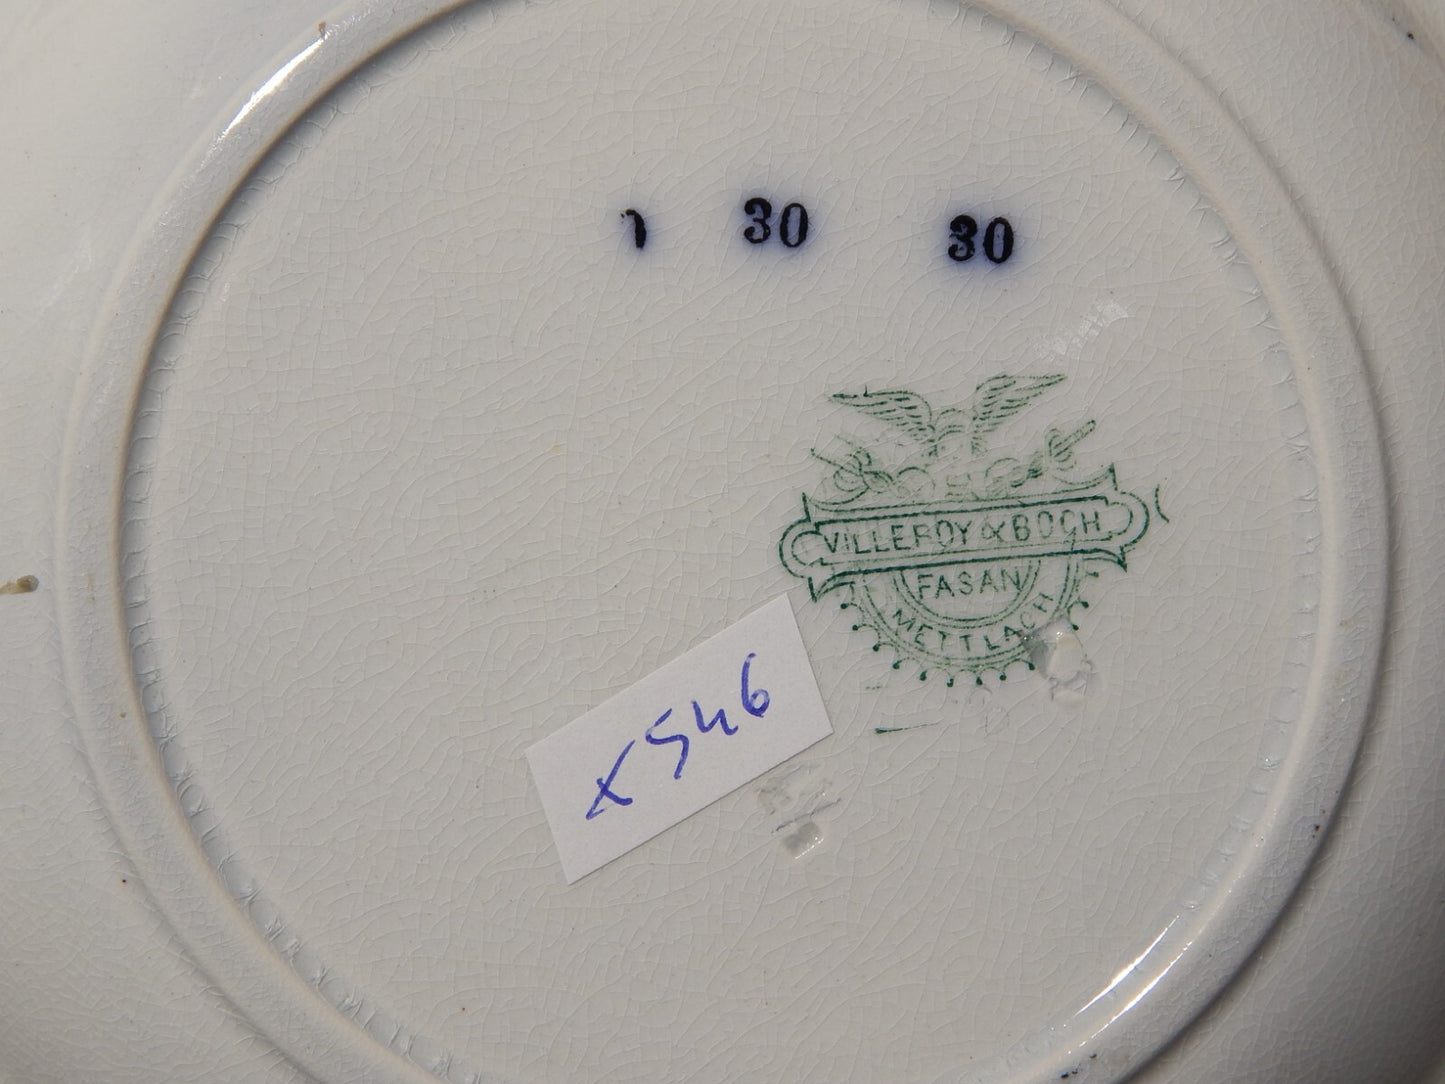 1 30 30
VILLEROY & BOCH
FASAN
METTLACH
X546